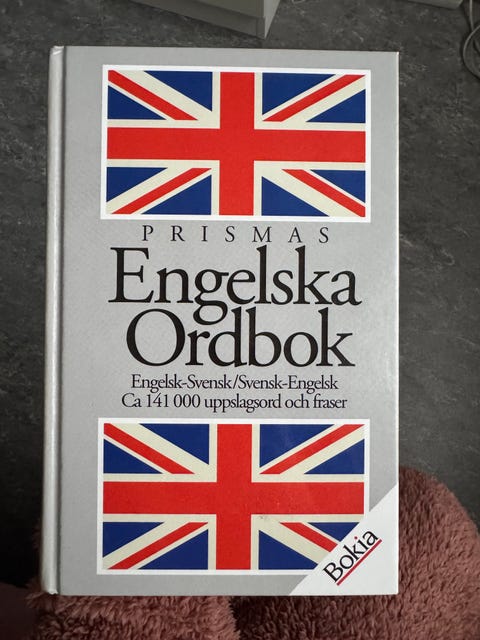 PRISMAS
Engelska
Ordbok
Engelsk-Svensk/Svensk-Engelsk
Ca 141 000 uppslagsord och fraser
Bokia